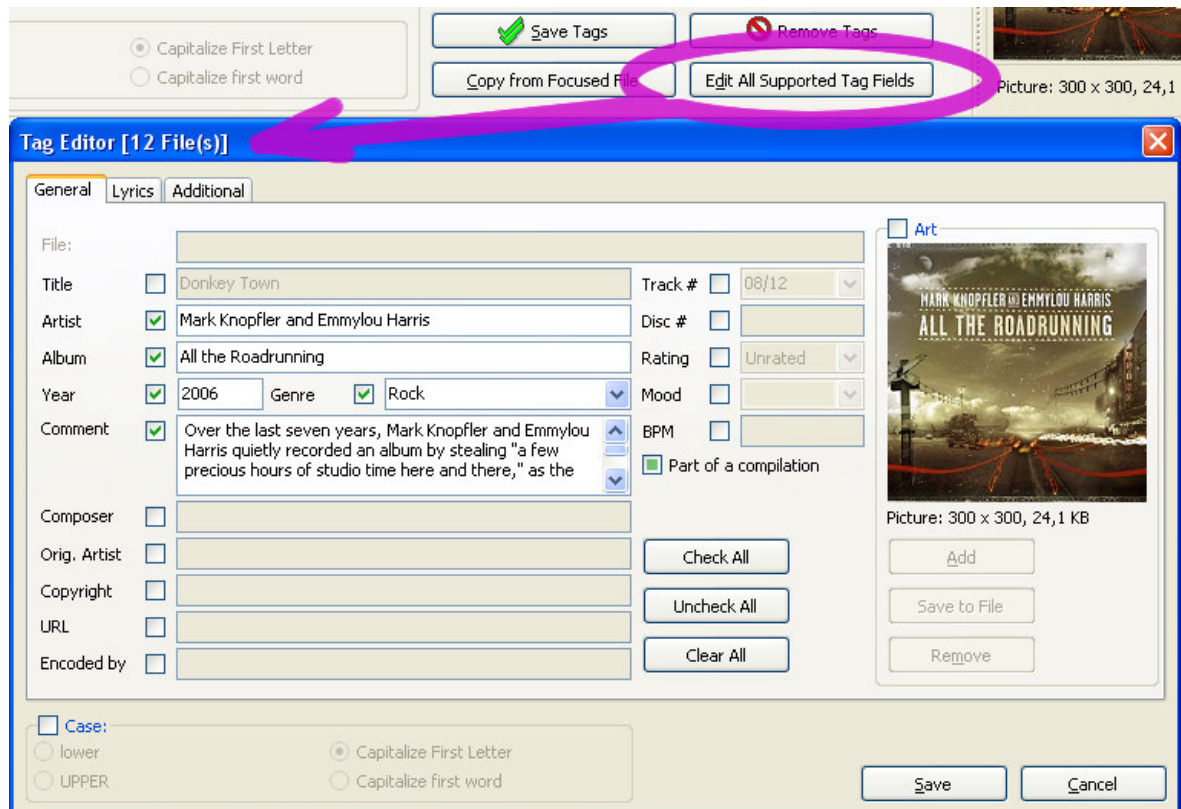 Capitalize First Letter
Capitalize first word
Save Tags
Remove Tags
Copy from Focused File
Edit All Supported Tag Fields
Picture: 300 x 300, 24,1
Tag Editor [12 File(s)]
General
Lyrics
Additional
File:
Title
Donkey Town
Track #
08/12
Artist
Mark Knopfler and Emmylou Harris
Disc #
Album
All the Roadrunning
Rating
Unrated
Year
2006
Genre
Rock
Mood
Comment
Over the last seven years, Mark Knopfler and Emmylou
Harris quietly recorded an album by stealing "a few
precious hours of studio time here and there," as the
BPM
Part of a compilation
Composer
Orig. Artist
Copyright
URL
Encoded by
Check All
Uncheck All
Clear All
Art
MARK KNOPFLER AND EMMYLOU HARRIS
ALL THE ROADRUNNING
Picture: 300 x 300, 24,1 KB
Add
Save to File
Remove
Case:
lower
UPPER
Capitalize First Letter
Capitalize first word
Save
Cancel